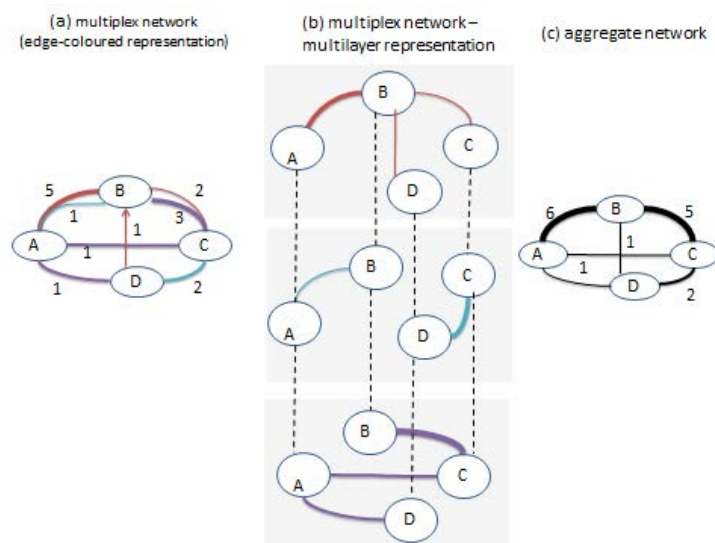 (a) multiplex network
(edge-coloured representation)
(b) multiplex network –
multilayer representation
(c) aggregate network
5
B
2
1
3
A
1
1
C
1
D
2
B
A
C
D
B
C
A
D
B
A
C
D
6
B
5
1
A
1
C
D
2